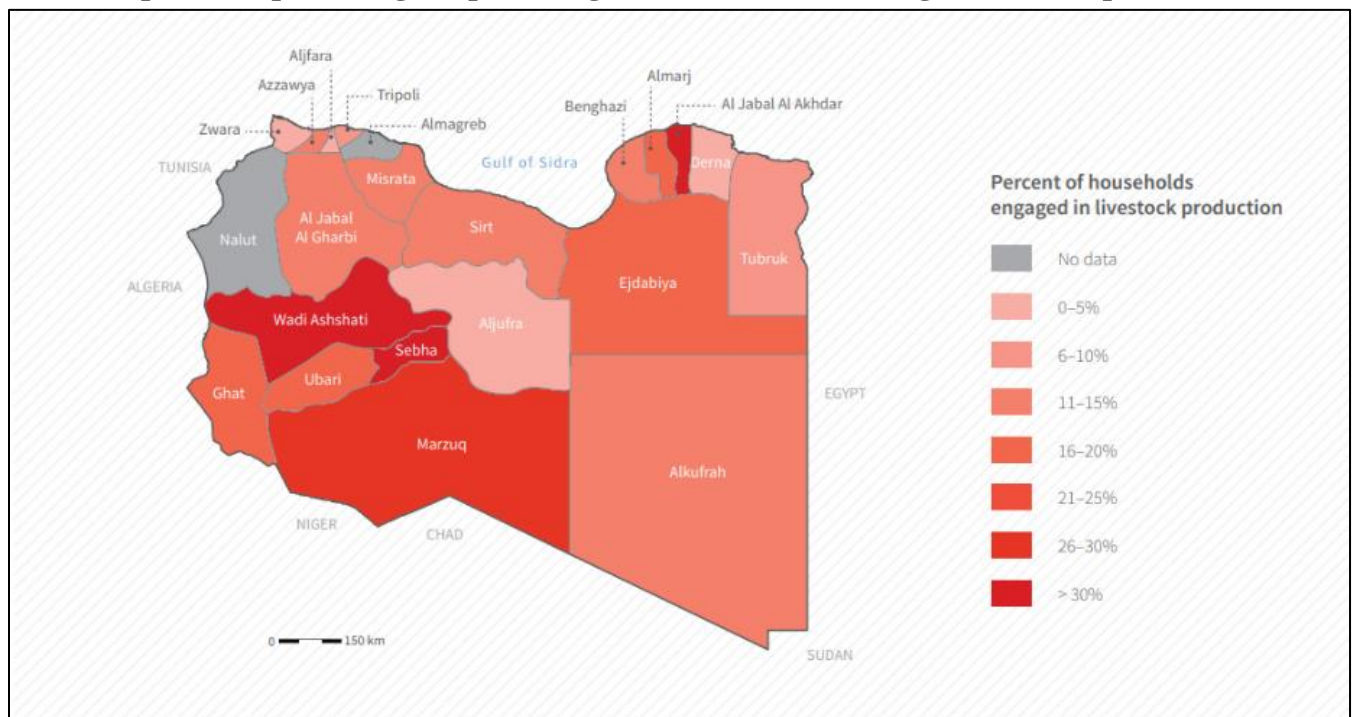 Aljfara
Azzawya
Tripoli
Zwara
Almagreb
Almarj
Benghazi
Al Jabal Al Akhdar
TUNISIA
Gulf of Sidra
Derna
Misrata
Al Jabal
Al Gharbi
Sirt
Nalut
Tubruk
Ejdabiya
ALGERIA
Wadi Ashshati
Aljufra
Sebha
Ubari
Ghat
EGYPT
Marzuq
Alkufrah
NIGER
CHAD
SUDAN
0
150 km
Percent of households
engaged in livestock production
No data
0–5%
6–10%
11–15%
16–20%
21–25%
26–30%
> 30%